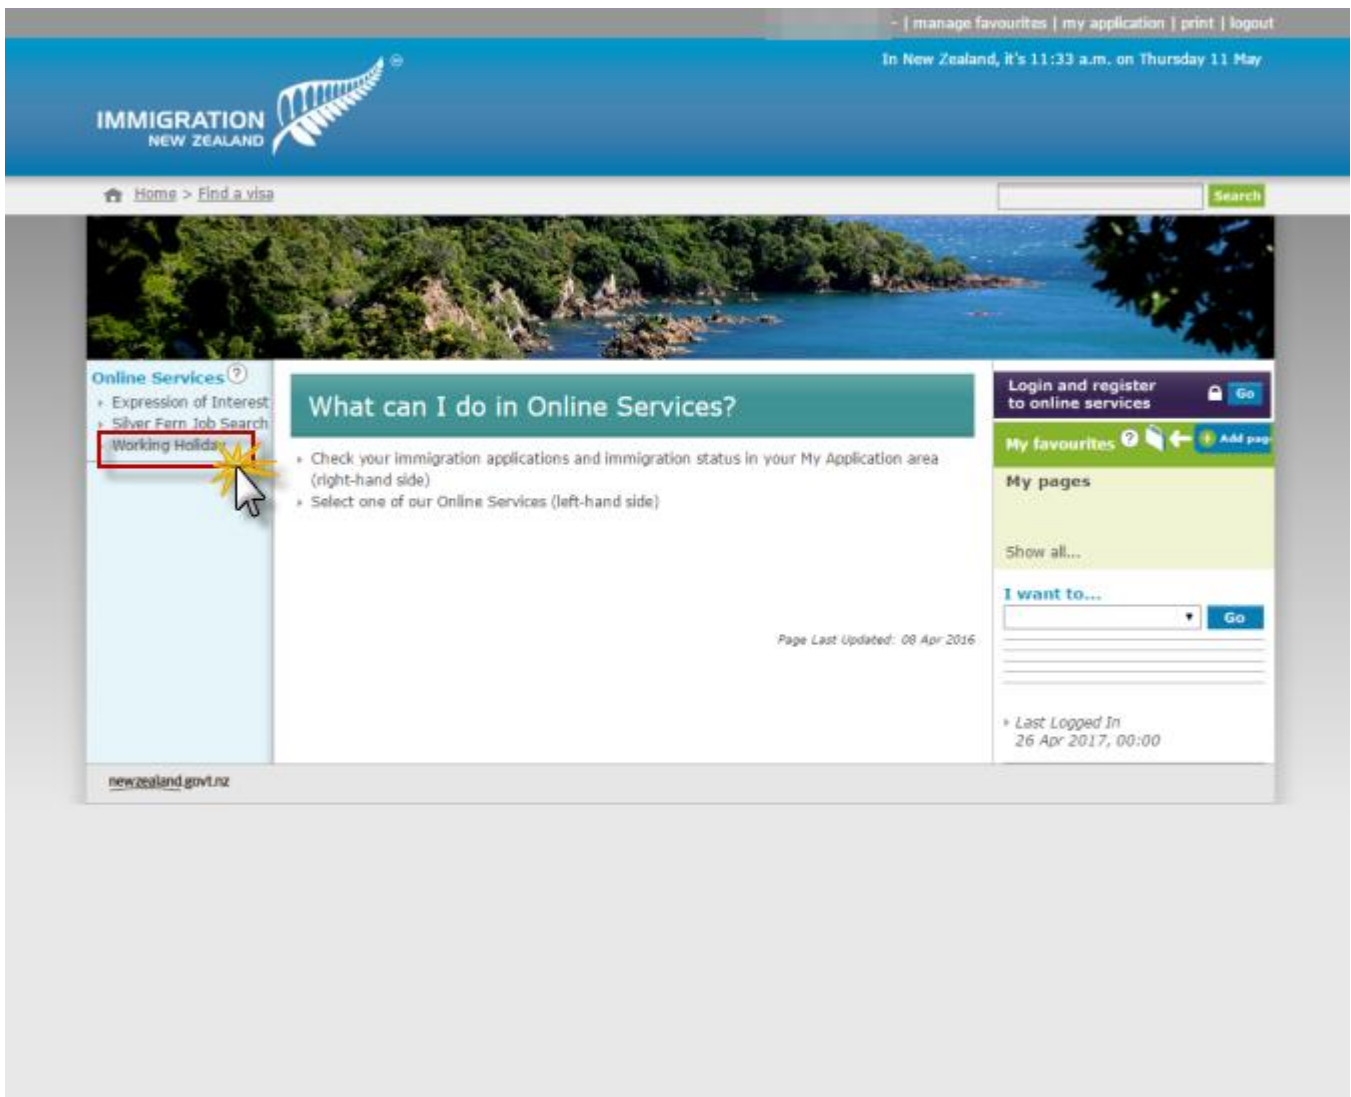 - | manage favourites | my application | print | logout
In New Zealand, it's 11:33 a.m. on Thursday 11 May
IMMIGRATION
NEW ZEALAND
Home > Find a visa
Search
Online Services ?
Expression of Interest
Silver Fern Job Search
Working Holiday
What can I do in Online Services?
Check your immigration applications and immigration status in your My Application area
(right-hand side)
Select one of our Online Services (left-hand side)
Page Last Updated: 08 Apr 2016
Login and register
to online services
Go
My favourites ? + Add pag
My pages
Show all...
I want to...
Go
Last Logged In
26 Apr 2017, 00:00
newzealand.govt.nz